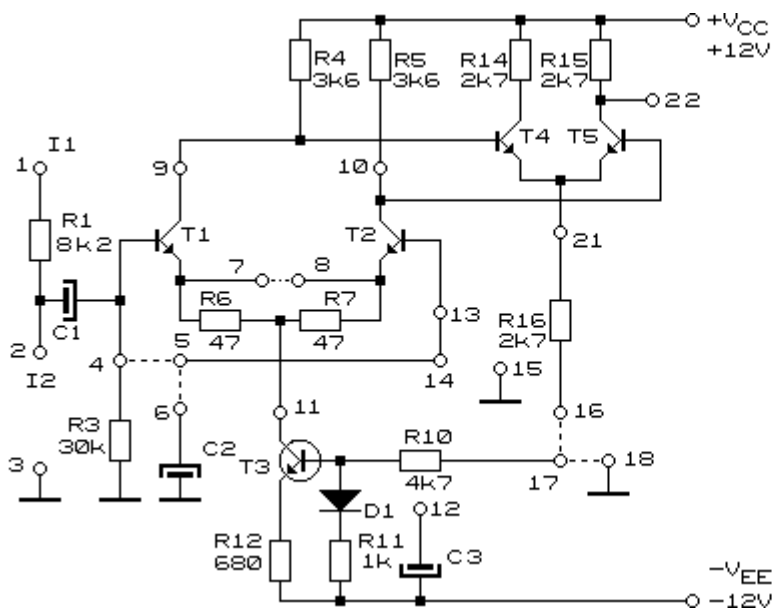 +VCC
+12V
R4
3k6
R5
3k6
R14
2k7
R15
2k7
22
T4
T5
I1
1
9
10
R1
8k2
T1
T2
21
7
8
R6
47
R7
47
13
R16
2k7
C1
2
I2
4
5
14
15
6
11
16
R3
30k
C2
T3
R10
4k7
17
18
3
D1
12
R12
680
R11
1k
C3
-VEE
-12V